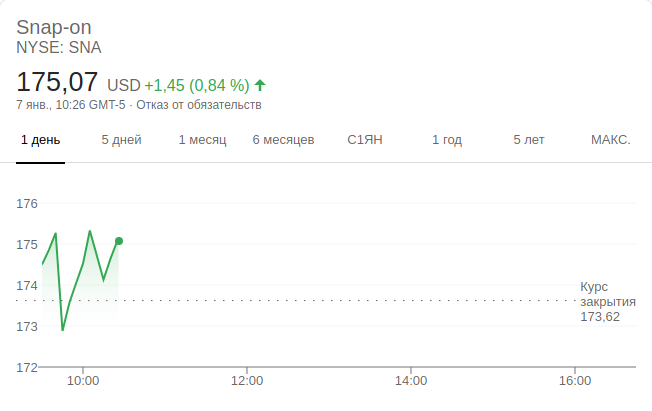 Snap-on
NYSE: SNA
175,07 USD +1,45 (0,84 %)
7 янв., 10:26 GMT-5 · Отказ от обязательств
1 день 5 дней 1 месяц 6 месяцев С1ЯН 1 год 5 лет МАКС.
176
175
174
173
172
Курс
закрытия
173,62
10:00 12:00 14:00 16:00